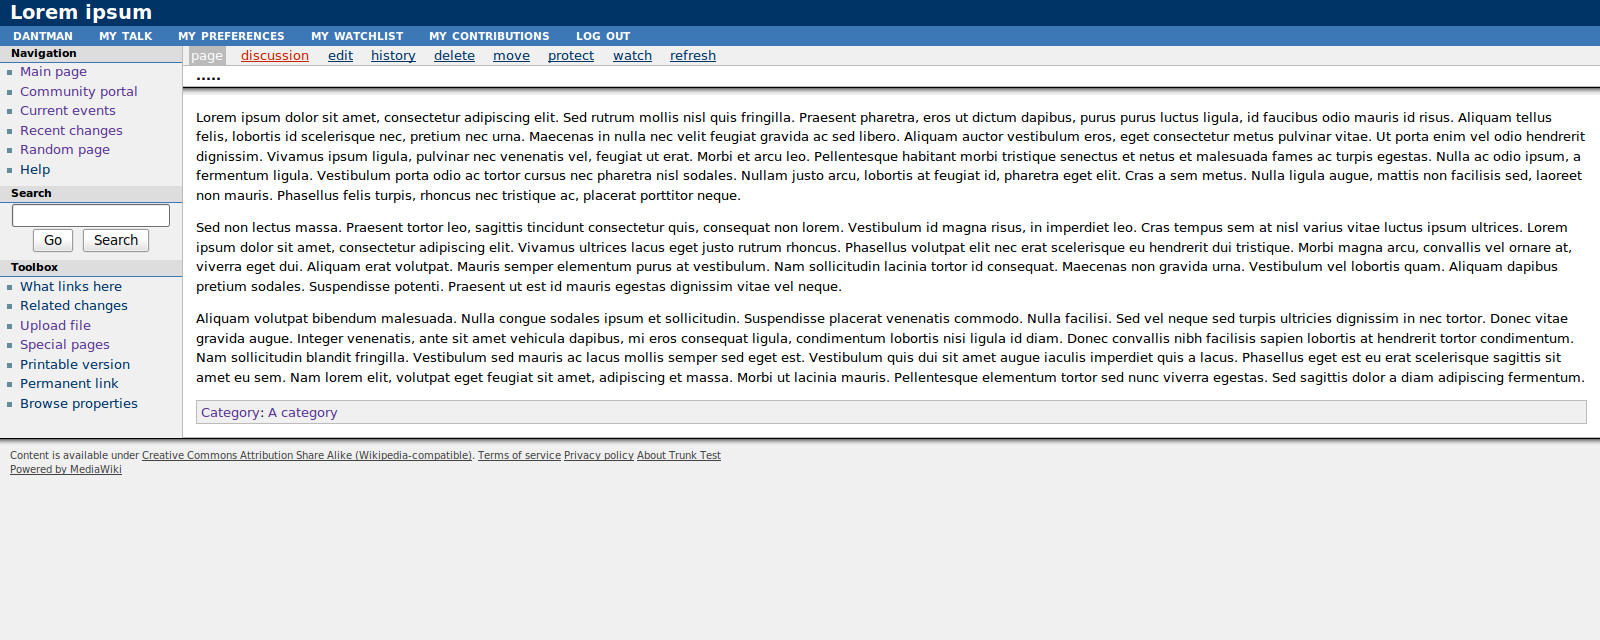 Lorem ipsum
DANTMAN MY TALK MY PREFERENCES MY WATCHLIST MY CONTRIBUTIONS LOG OUT
Navigation
Main page
Community portal
Current events
Recent changes
Random page
Help
Search
Go Search
Toolbox
What links here
Related changes
Upload file
Special pages
Printable version
Permanent link
Browse properties
page discussion edit history delete move protect watch refresh
.....
Lorem ipsum dolor sit amet, consectetur adipiscing elit. Sed rutrum mollis nisl quis fringilla. Praesent pharetra, eros ut dictum dapibus, purus purus luctus ligula, id faucibus odio mauris id risus. Aliquam tellus
felis, lobortis id scelerisque nec, pretium nec urna. Maecenas in nulla nec velit feugiat gravida ac sed libero. Aliquam auctor vestibulum eros, eget consectetur metus pulvinar vitae. Ut porta enim vel odio hendrerit
dignissim. Vivamus ipsum ligula, pulvinar nec venenatis vel, feugiat ut erat. Morbi et arcu leo. Pellentesque habitant morbi tristique senectus et netus et malesuada fames ac turpis egestas. Nulla ac odio ipsum, a
fermentum ligula. Vestibulum porta odio ac tortor cursus nec pharetra nisl sodales. Nullam justo arcu, lobortis at feugiat id, pharetra eget elit. Cras a sem metus. Nulla ligula augue, mattis non facilisis sed, laoreet
non mauris. Phasellus felis turpis, rhoncus nec tristique ac, placerat porttitor neque.
Sed non lectus massa. Praesent tortor leo, sagittis tincidunt consectetur quis, consequat non lorem. Vestibulum id magna risus, in imperdiet leo. Cras tempus sem at nisl varius vitae luctus ipsum ultrices. Lorem
ipsum dolor sit amet, consectetur adipiscing elit. Vivamus ultrices lacus eget justo rutrum rhoncus. Phasellus volutpat elit nec erat scelerisque eu hendrerit dui tristique. Morbi magna arcu, convallis vel ornare at,
viverra eget dui. Aliquam erat volutpat. Mauris semper elementum purus at vestibulum. Nam sollicitudin lacinia tortor id consequat. Maecenas non gravida urna. Vestibulum vel lobortis quam. Aliquam dapibus
pretium sodales. Suspendisse potenti. Praesent ut est id mauris egestas dignissim vitae vel neque.
Aliquam volutpat bibendum malesuada. Nulla congue sodales ipsum et sollicitudin. Suspendisse placerat venenatis commodo. Nulla facilisi. Sed vel neque sed turpis ultricies dignissim in nec tortor. Donec vitae
gravida augue. Integer venenatis, ante sit amet vehicula dapibus, mi eros consequat ligula, condimentum lobortis nisi ligula id diam. Donec convallis nibh facilisis sapien lobortis at hendrerit tortor condimentum.
Nam sollicitudin blandit fringilla. Vestibulum sed mauris ac lacus mollis semper sed eget est. Vestibulum quis dui sit amet augue iaculis imperdiet quis a lacus. Phasellus eget est eu erat scelerisque sagittis sit
amet eu sem. Nam lorem elit, volutpat eget feugiat sit amet, adipiscing et massa. Morbi ut lacinia mauris. Pellentesque elementum tortor sed nunc viverra egestas. Sed sagittis dolor a diam adipiscing fermentum.
Category: A category
Content is available under Creative Commons Attribution Share Alike (Wikipedia-compatible). Terms of service Privacy policy About Trunk Test
Powered by MediaWiki